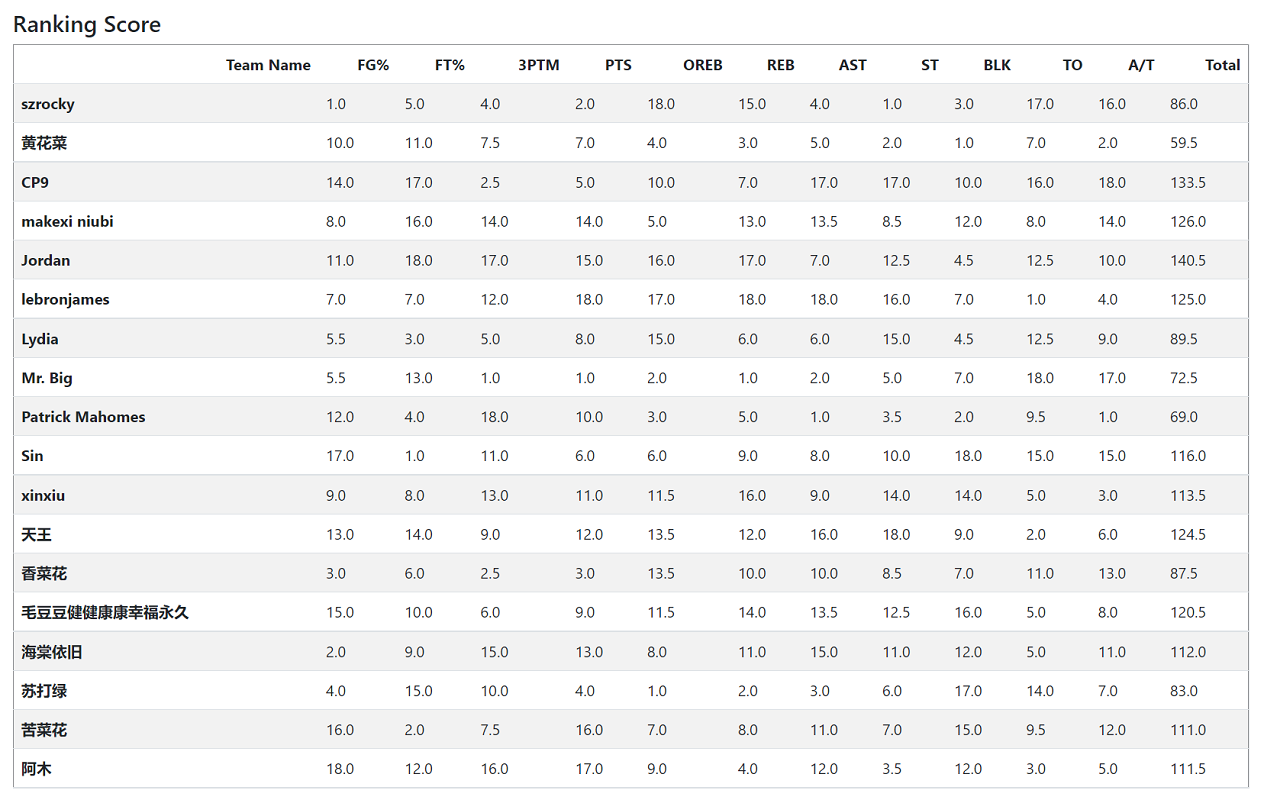 Ranking Score
Team Name FG% FT% 3PTM PTS OREB REB AST ST BLK TO A/T Total
szrocky 1.0 5.0 4.0 2.0 18.0 15.0 4.0 1.0 3.0 17.0 16.0 86.0
黄花菜 10.0 11.0 7.5 7.0 4.0 3.0 5.0 2.0 1.0 7.0 2.0 59.5
CP9 14.0 17.0 2.5 5.0 10.0 7.0 17.0 17.0 10.0 16.0 18.0 133.5
makexi niubi 8.0 16.0 14.0 14.0 5.0 13.0 13.5 8.5 12.0 8.0 14.0 126.0
Jordan 11.0 18.0 17.0 15.0 16.0 17.0 7.0 12.5 4.5 12.5 10.0 140.5
lebronjames 7.0 7.0 12.0 18.0 17.0 18.0 18.0 16.0 7.0 1.0 4.0 125.0
Lydia 5.5 3.0 5.0 8.0 15.0 6.0 6.0 15.0 4.5 12.5 9.0 89.5
Mr. Big 5.5 13.0 1.0 1.0 2.0 1.0 2.0 5.0 7.0 18.0 17.0 72.5
Patrick Mahomes 12.0 4.0 18.0 10.0 3.0 5.0 1.0 3.5 2.0 9.5 1.0 69.0
Sin 17.0 1.0 11.0 6.0 6.0 9.0 8.0 10.0 18.0 15.0 15.0 116.0
xinxiu 9.0 8.0 13.0 11.0 11.5 16.0 9.0 14.0 14.0 5.0 3.0 113.5
天王 13.0 14.0 9.0 12.0 13.5 12.0 16.0 18.0 9.0 2.0 6.0 124.5
香菜花 3.0 6.0 2.5 3.0 13.5 10.0 10.0 8.5 7.0 11.0 13.0 87.5
毛豆豆健健康康幸福永久 15.0 10.0 6.0 9.0 11.5 14.0 13.5 12.5 16.0 5.0 8.0 120.5
海棠依旧 2.0 9.0 15.0 13.0 8.0 11.0 15.0 11.0 12.0 5.0 11.0 112.0
苏打绿 4.0 15.0 10.0 4.0 1.0 2.0 3.0 6.0 17.0 14.0 7.0 83.0
苦菜花 16.0 2.0 7.5 16.0 7.0 8.0 11.0 7.0 15.0 9.5 12.0 111.0
阿木 18.0 12.0 16.0 17.0 9.0 4.0 12.0 3.5 12.0 3.0 5.0 111.5